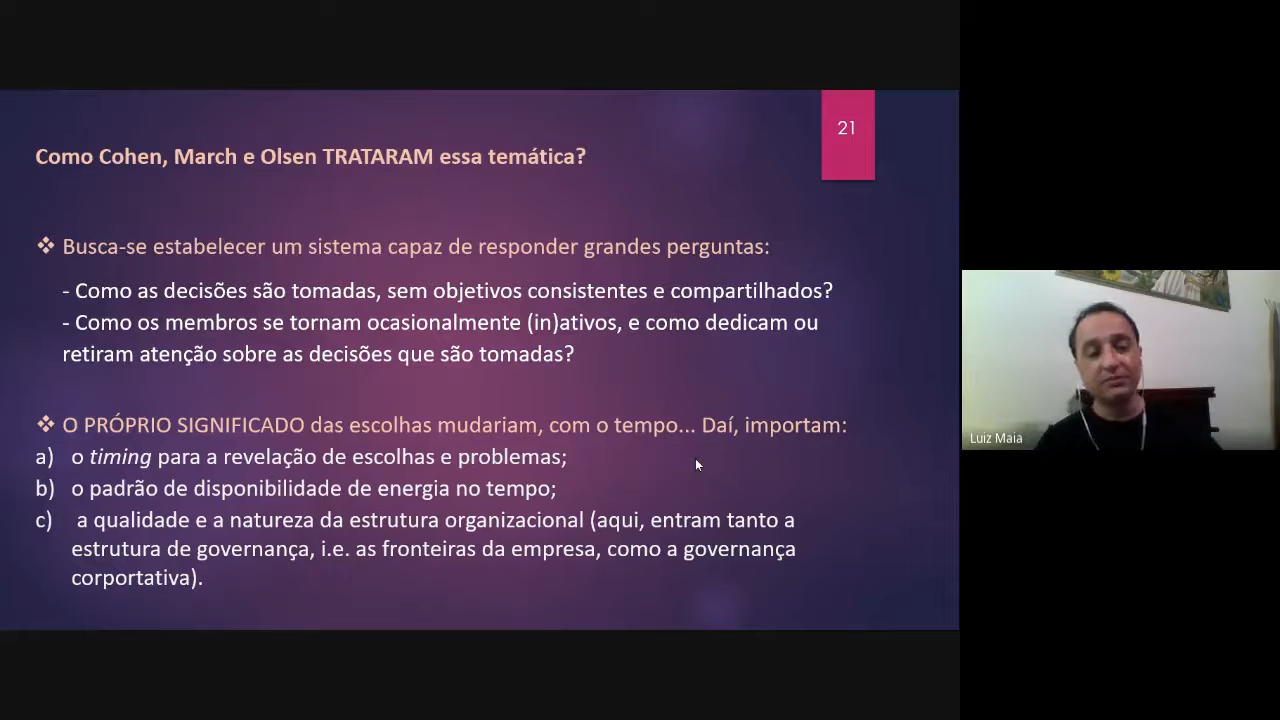 21
Como Cohen, March e Olsen TRATARAM essa temática?
❖ Busca-se estabelecer um sistema capaz de responder grandes perguntas:
- Como as decisões são tomadas, sem objetivos consistentes e compartilhados?
- Como os membros se tornam ocasionalmente (in)ativos, e como dedicam ou
retiram atenção sobre as decisões que são tomadas?
❖ O PRÓPRIO SIGNIFICADO das escolhas mudariam, com o tempo... Daí, importam:
a) o timing para a revelação de escolhas e problemas;
b) o padrão de disponibilidade de energia no tempo;
c) a qualidade e a natureza da estrutura organizacional (aqui, entram tanto a
estrutura de governança, i.e. as fronteiras da empresa, como a governança
corportativa).
Luiz Maia